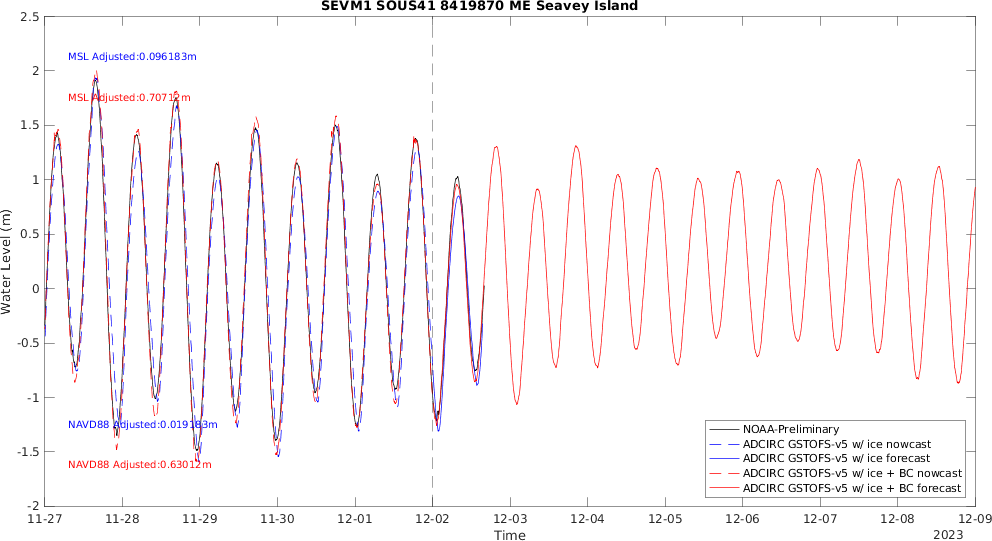 SEVM1 SOUS41 8419870 ME Seavey Island
2.5
2
1.5
1
0.5
0
-0.5
-1
-1.5
-2
Water Level (m)
MSL Adjusted:0.096183m
MSL Adjusted:0.70712m
NAVD88 Adjusted:0.019183m
NAVD88 Adjusted:0.63012m
NOAA-Preliminary
ADCIRC GSTOFS-v5 w/ ice nowcast
ADCIRC GSTOFS-v5 w/ ice forecast
ADCIRC GSTOFS-v5 w/ ice + BC nowcast
ADCIRC GSTOFS-v5 w/ ice + BC forecast
11-27 11-28 11-29 11-30 12-01 12-02 12-03 12-04 12-05 12-06 12-07 12-08 12-09
Time
2023